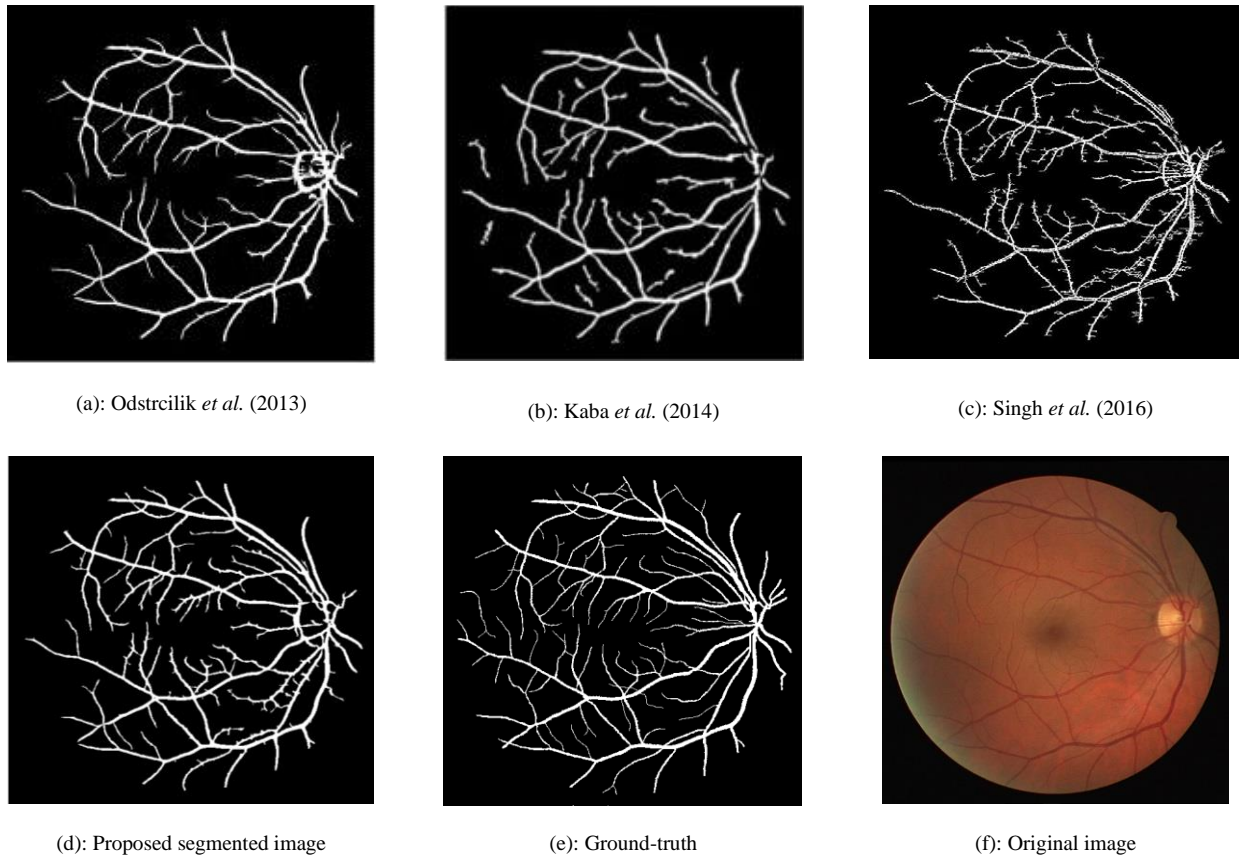 (a): Odstrcilik et al. (2013)
(b): Kaba et al. (2014)
(c): Singh et al. (2016)
(d): Proposed segmented image
(e): Ground-truth
(f): Original image